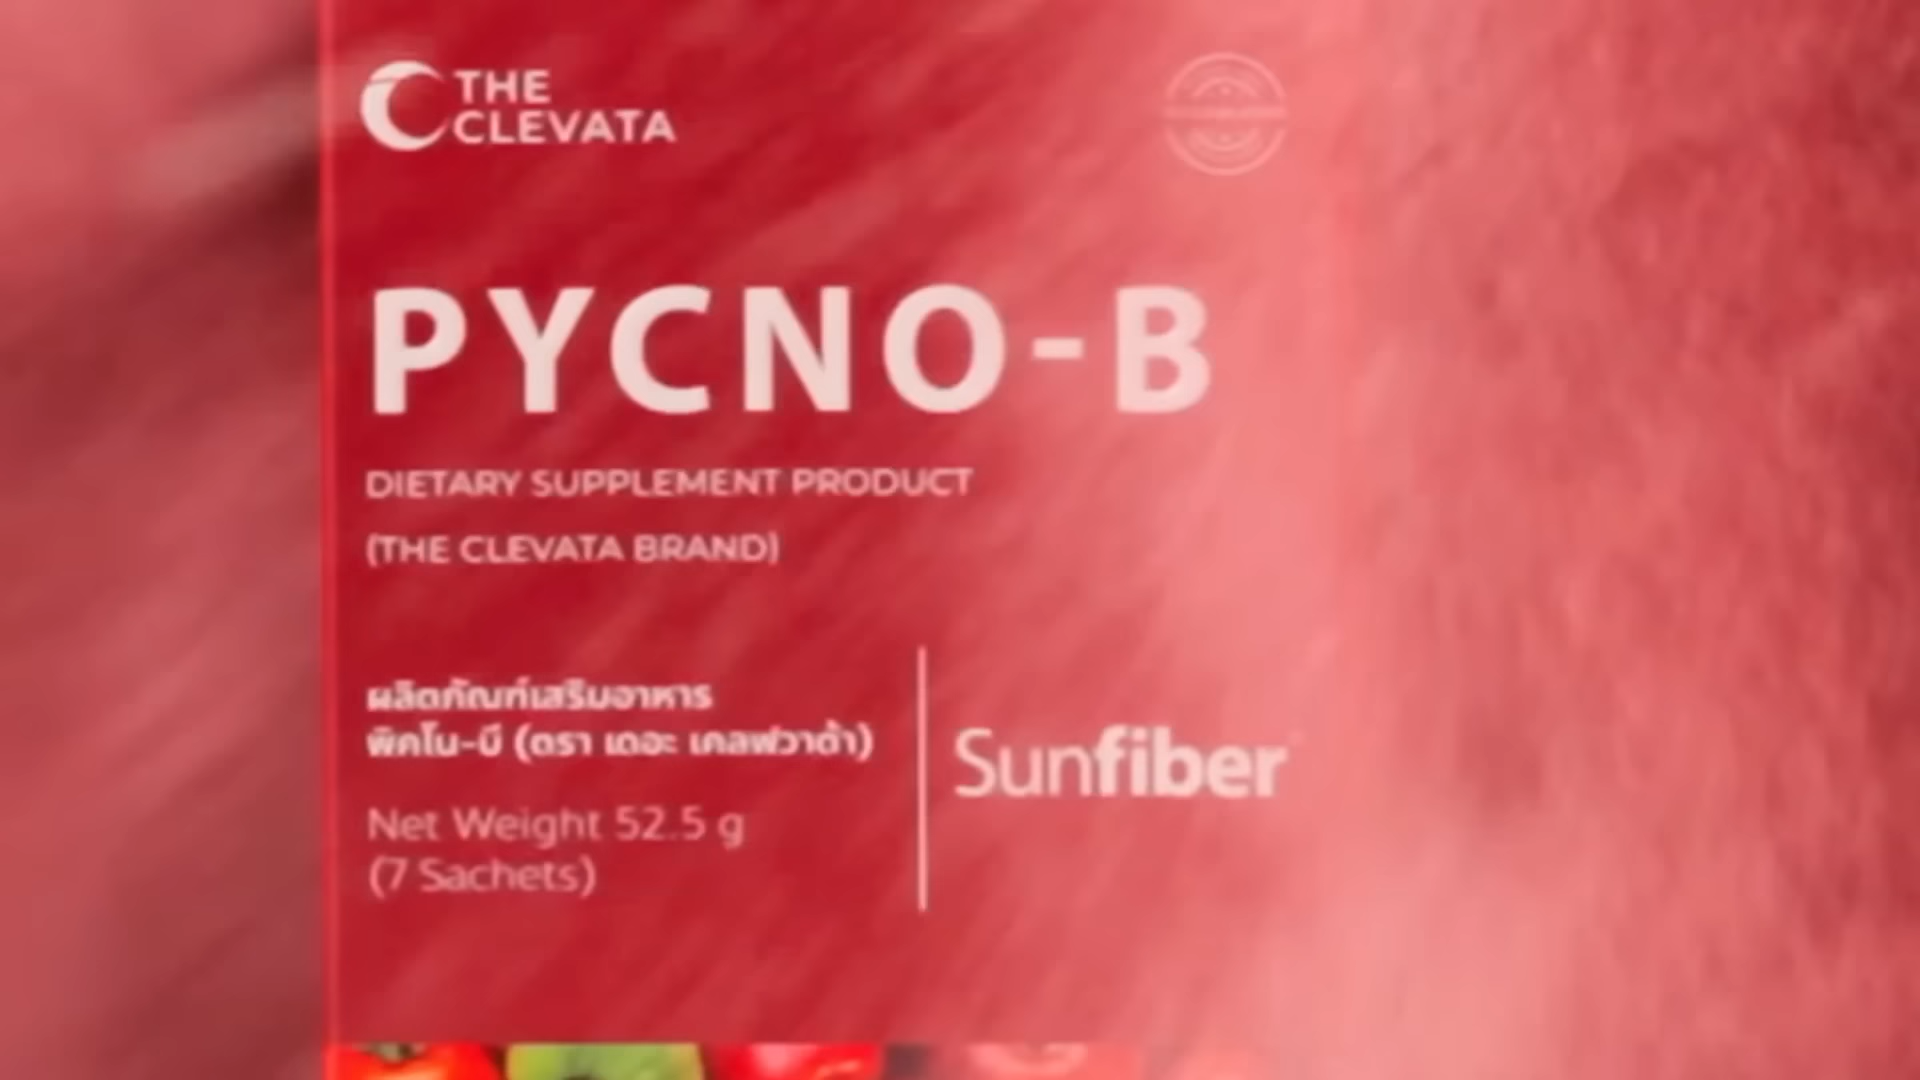 THE
CLEVATA
PYCNO-B
DIETARY SUPPLEMENT PRODUCT
(THE CLEVATA BRAND)
ผลิตภัณฑ์เสริมอาหาร
พิคโน-บี (ตรา เดอะ เคลฟวาต้า)
Net Weight 52.5 g
(7 Sachets)
Sunfiber